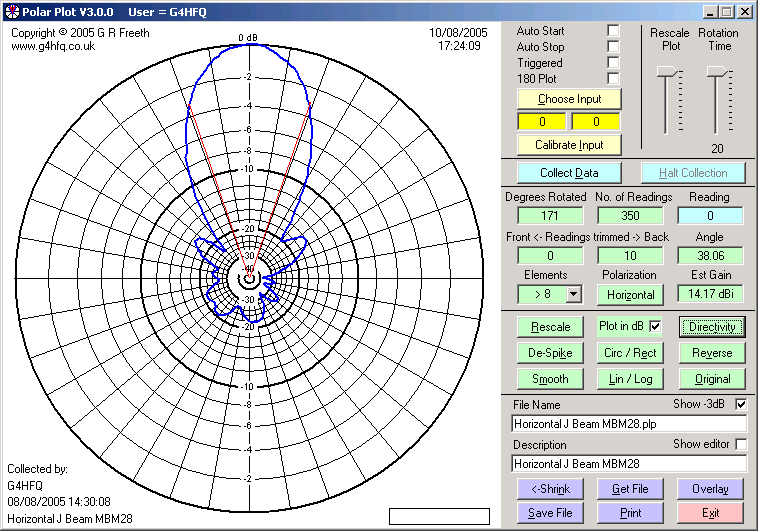 Polar Plot V3.0.0 User = G4HFQ
Copyright © 2005 G R Freeth
www.g4hfq.co.uk
10/08/2005
17:24:09
0 dB
-2
-4
-6
-8
-10
-20
-30
-40
-30
-20
-10
-8
-6
-4
-2
Collected by:
G4HFQ
08/08/2005 14:30:08
Horizontal J Beam MBM28
Auto Start
Auto Stop
Triggered
180 Plot
Choose Input
0 0
Calibrate Input
Rescale Plot
Rotation Time
20
Collect Data Halt Collection
Degrees Rotated No. of Readings Reading
171 350 0
Front <- Readings trimmed -> Back Angle
0 10 38.06
Elements Polarization Est Gain
> 8 Horizontal 14.17 dBi
Rescale Plot in dB Directivity
De-Spike Circ / Rect Reverse
Smooth Lin / Log Original
File Name Show -3dB
Horizontal J Beam MBM28.plp
Description Show editor
Horizontal J Beam MBM28
<-Shrink Get File Overlay
Save File Print Exit